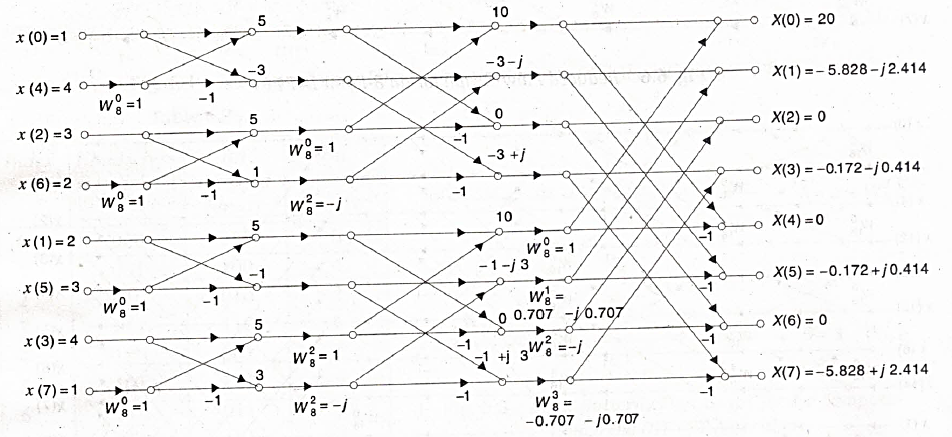 x (0) =1
5
10
X(0) = 20
x (4) = 4
W₈⁰ =1
-1
-3
-3 -j
X(1) = - 5.828 - j 2.414
x (2) = 3
5
W₈⁰ = 1
-1
0
X(2) = 0
x (6) = 2
W₈⁰ =1
-1
1
W₈² = -j
-1
-3 + j
X(3) = -0.172 - j 0.414
x (1) = 2
5
10
W₈⁰ = 1
-1
X(4) = 0
x (5) = 3
W₈⁰ = 1
-1
-1
-1 -j 3
W₈¹ =
0.707 -j 0.707
-1
X(5) = -0.172 + j 0.414
x (3) = 4
5
W₈² = 1
-1
0
W₈² = -j
-1
X(6) = 0
x (7) = 1
W₈⁰ = 1
-1
3
W₈² = -j
-1
-1 +j 3
W₈³ =
-0.707 - j0.707
-1
X(7) = -5.828 + j 2.414